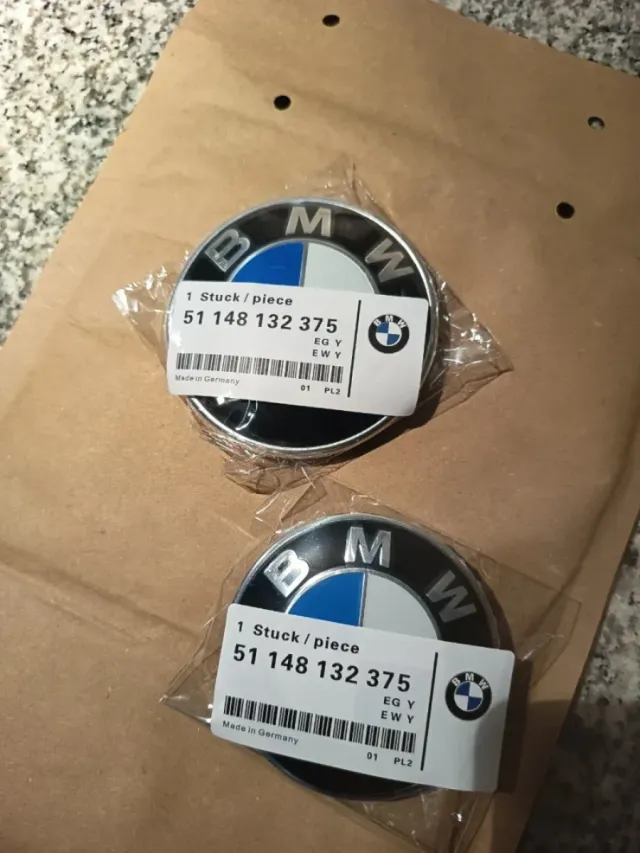 BMW
1 Stuck / piece
51 148 132 375
EG Y
EW Y
BMW
Made in Germany
01 PL2
BMW
1 Stuck / piece
51 148 132 375
EG Y
EW Y
BMW
Made in Germany
01 PL2